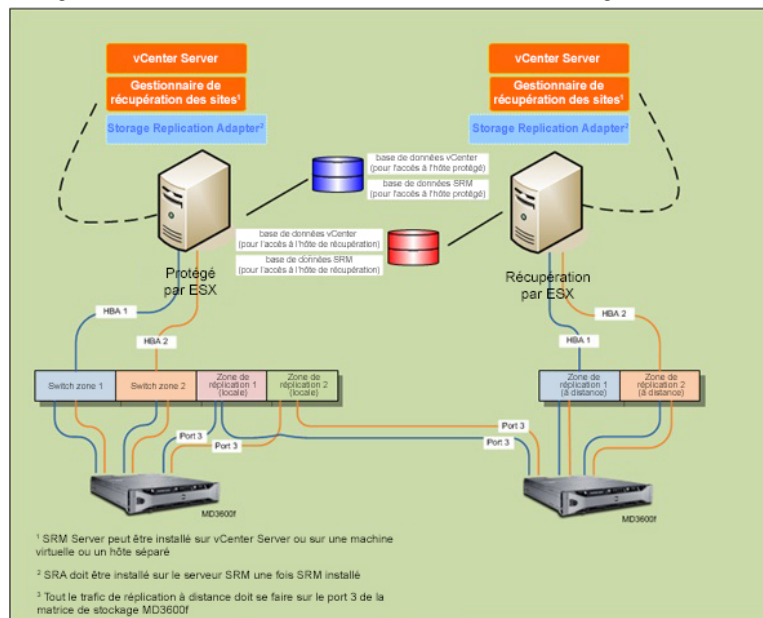 vCenter Server
Gestionnaire de
récupération des sites¹
Storage Replication Adapter²
vCenter Server
Gestionnaire de
récupération des sites¹
Storage Replication Adapter²
base de données vCenter
(pour l'accès à l'hôte protégé)
base de données SRM
(pour l'accès à l'hôte protégé)
base de données vCenter
(pour l'accès à l'hôte de récupération)
base de données SRM
(pour l'accès à l'hôte de récupération)
Protégé
par ESX
Récupération
par ESX
HBA 1
HBA 2
HBA 2
HBA 1
Switch zone 1
Switch zone 2
Zone de
réplication 1
(locale)
Zone de
réplication 2
(locale)
Zone de
réplication 1
(à distance)
Zone de
réplication 2
(à distance)
Port 3
Port 3
Port 3
Port 3
MD3600f
MD3600f
¹ SRM Server peut être installé sur vCenter Server ou sur une machine
virtuelle ou un hôte séparé
² SRA doit être installé sur le serveur SRM une fois SRM installé
³ Tout le trafic de réplication à distance doit se faire sur le port 3 de la
matrice de stockage MD3600f